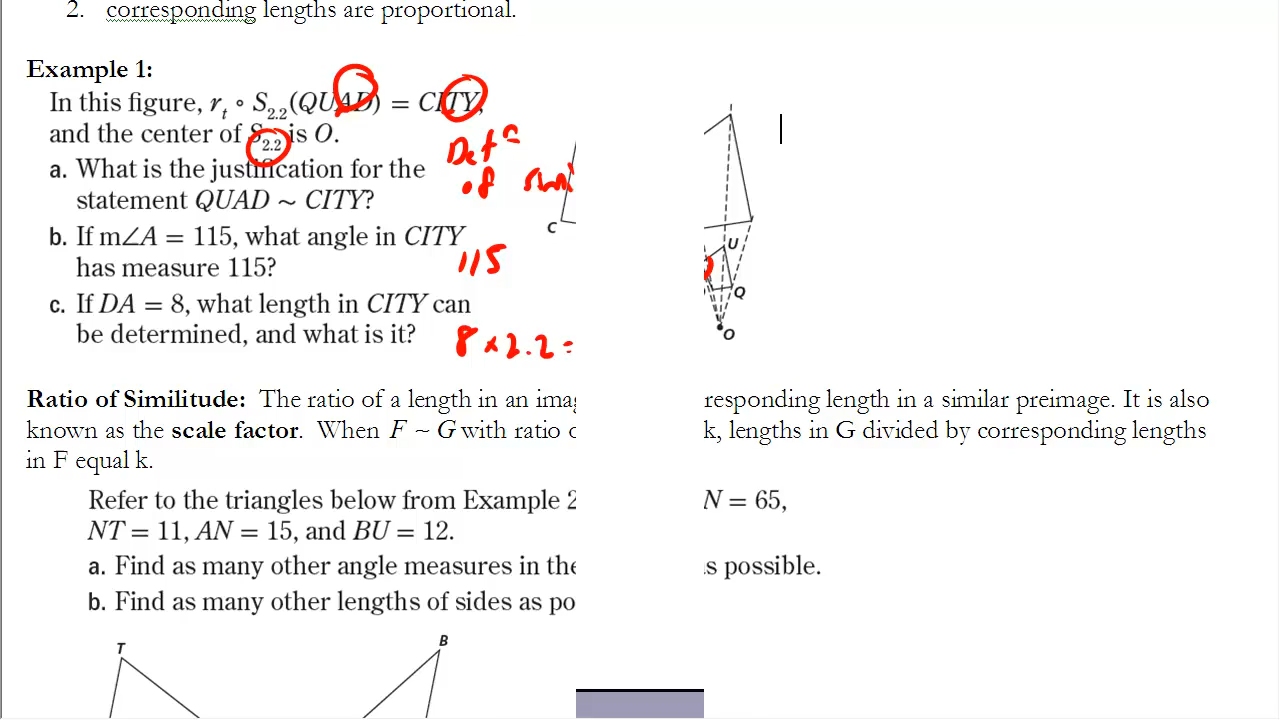 2. corresponding lengths are proportional.
Example 1:
In this figure, rₜ ∘ S₂.₂(QUAD) = CITY,
and the center of S₂.₂ is O.
a. What is the justification for the
statement QUAD ~ CITY?
Def
of
b. If m∠A = 115, what angle in CITY
has measure 115?
115
c. If DA = 8, what length in CITY can
be determined, and what is it?
8 × 2.2 =
C
U
Q
O
Ratio of Similitude: The ratio of a length in an responding length in a similar preimage. It is also
known as the scale factor. When F ~ G with ratio k, lengths in G divided by corresponding lengths
in F equal k.
Refer to the triangles below from Example 2 N = 65,
NT = 11, AN = 15, and BU = 12.
a. Find as many other angle measures in the s possible.
b. Find as many other lengths of sides as po
T
B